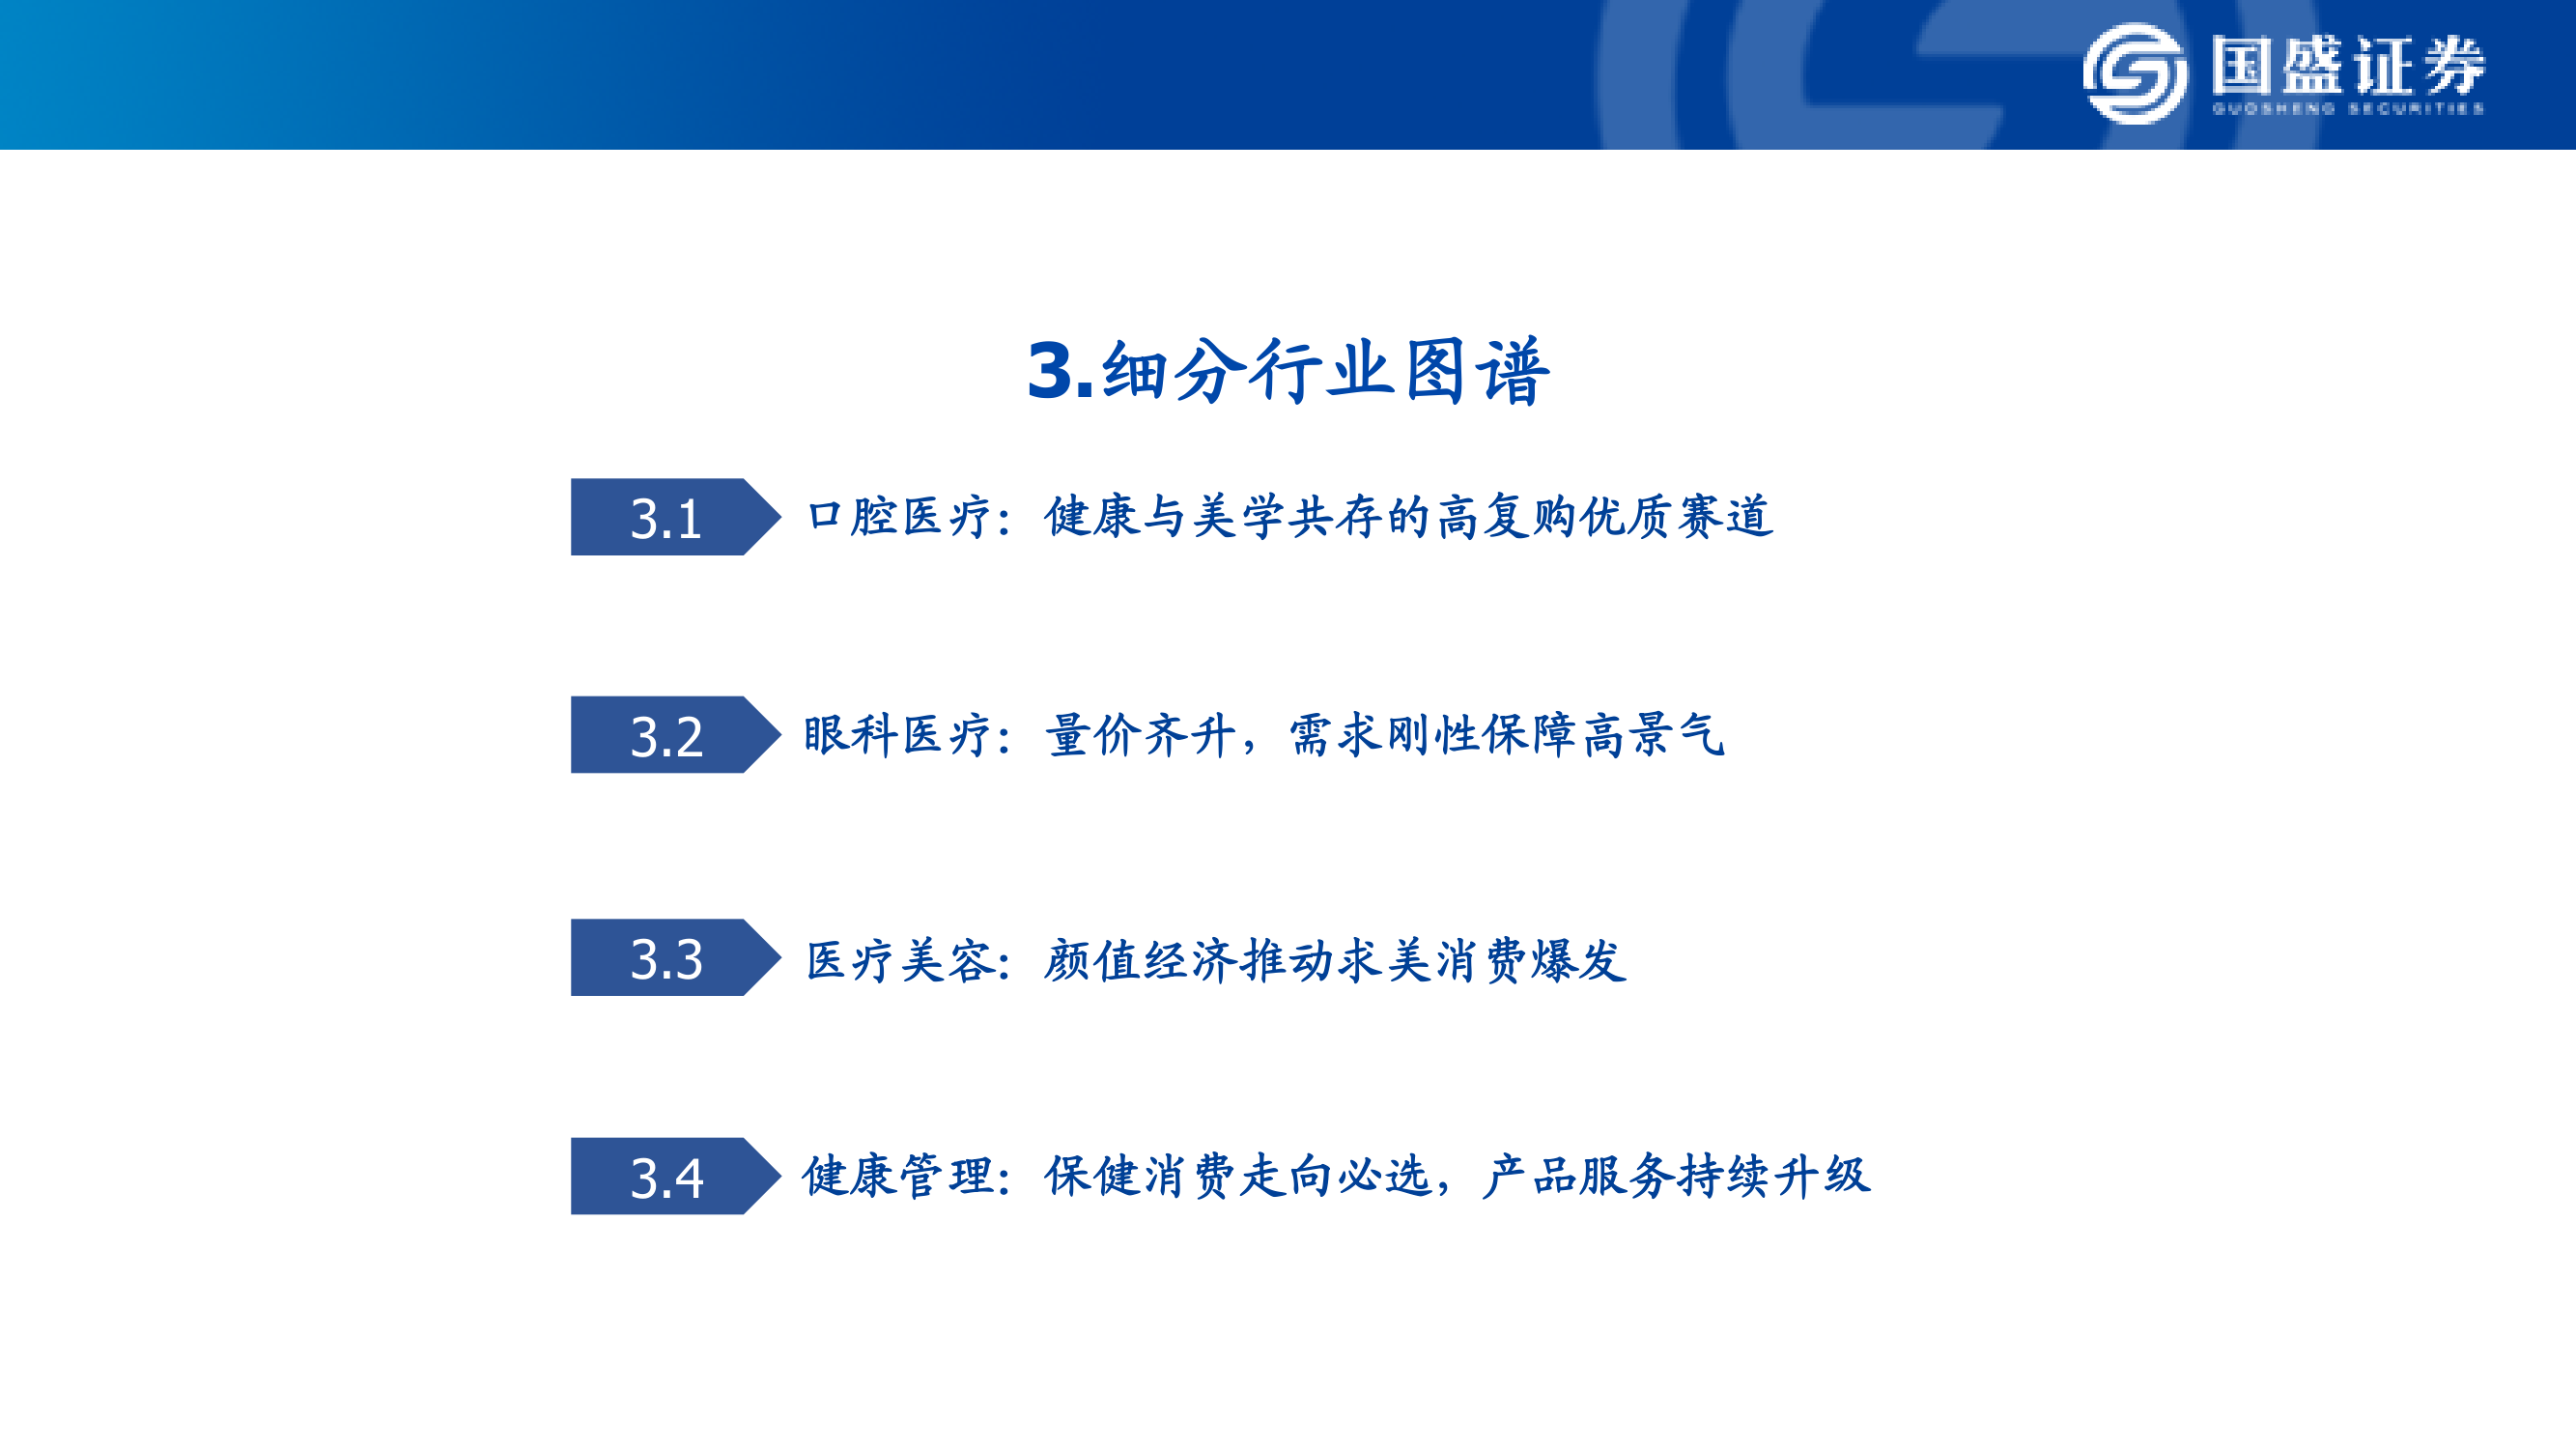 国盛证券
GUOSHENG SECURITIES
3.细分行业图谱
3.1 口腔医疗：健康与美学共存的高复购优质赛道
3.2 眼科医疗：量价齐升，需求刚性保障高景气
3.3 医疗美容：颜值经济推动求美消费爆发
3.4 健康管理：保健消费走向必选，产品服务持续升级